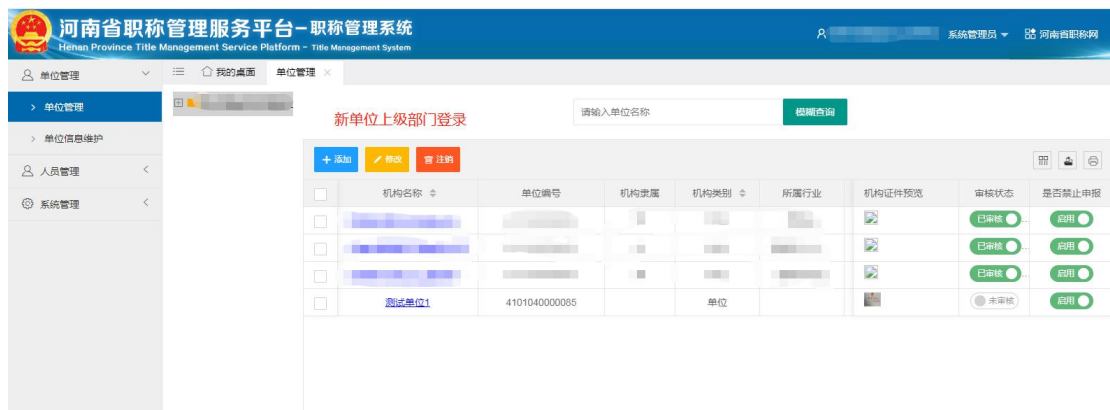 河南省职称管理服务平台-职称管理系统
Henan Province Title Management Service Platform - Title Management System
系统管理员 河南省职称网
单位管理 我的桌面 单位管理 ×
单位管理
单位信息维护
人员管理
系统管理
新单位上级部门登录 请输入单位名称 模糊查询
+ 添加 修改 注销
机构名称 单位编号 机构隶属 机构类别 所属行业 机构证件预览 审核状态 是否禁止申报
已审核 启用
已审核 启用
已审核 启用
测试单位1 4101040000085 单位 未审核 启用